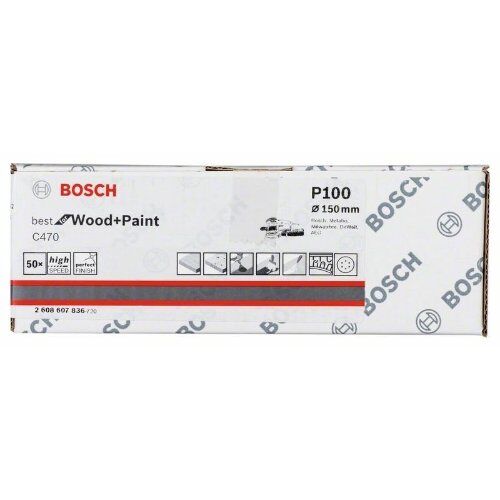 BOSCH
best for Wood+Paint
C470
50× high SPEED perfect FINISH
2 608 607 836
P100
Ø 150 mm
Bosch, Metabo,
Milwaukee, DeWalt,
AEG
BOSCH
BOSCH
BOSCH